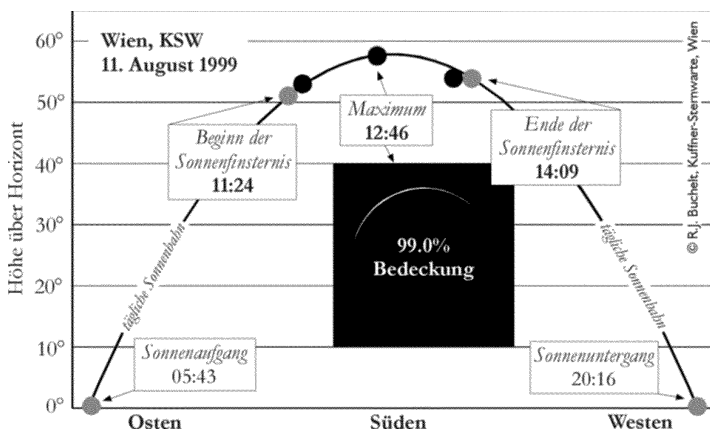 60°
Wien, KSW
11. August 1999
50°
Maximum
12:46
Beginn der
Sonnenfinsternis
11:24
Ende der
Sonnenfinsternis
14:09
40°
30°
99.0%
Bedeckung
tägliche Sonnenbahn
tägliche Sonnenbahn
20°
10°
Sonnenaufgang
05:43
Sonnenuntergang
20:16
0°
Osten
Süden
Westen
Höhe über Horizont
© R.J. Buchelt, Kuffner-Sternwarte, Wien